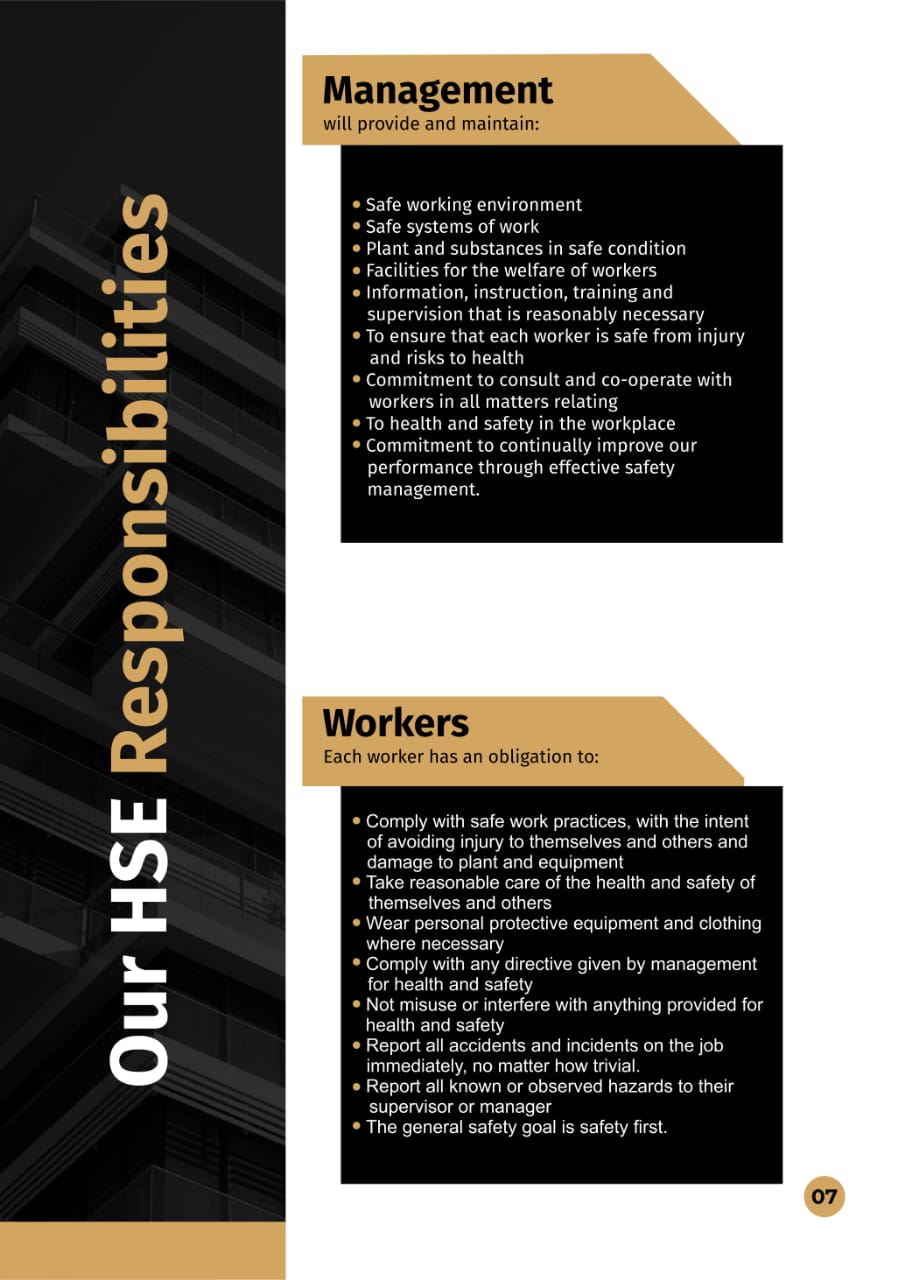 Our HSE Responsibilities
Management
will provide and maintain:
• Safe working environment
• Safe systems of work
• Plant and substances in safe condition
• Facilities for the welfare of workers
• Information, instruction, training and
supervision that is reasonably necessary
• To ensure that each worker is safe from injury
and risks to health
• Commitment to consult and co-operate with
workers in all matters relating
• To health and safety in the workplace
• Commitment to continually improve our
performance through effective safety
management.
Workers
Each worker has an obligation to:
• Comply with safe work practices, with the intent
of avoiding injury to themselves and others and
damage to plant and equipment
• Take reasonable care of the health and safety of
themselves and others
• Wear personal protective equipment and clothing
where necessary
• Comply with any directive given by management
for health and safety
• Not misuse or interfere with anything provided for
health and safety
• Report all accidents and incidents on the job
immediately, no matter how trivial.
• Report all known or observed hazards to their
supervisor or manager
• The general safety goal is safety first.
07